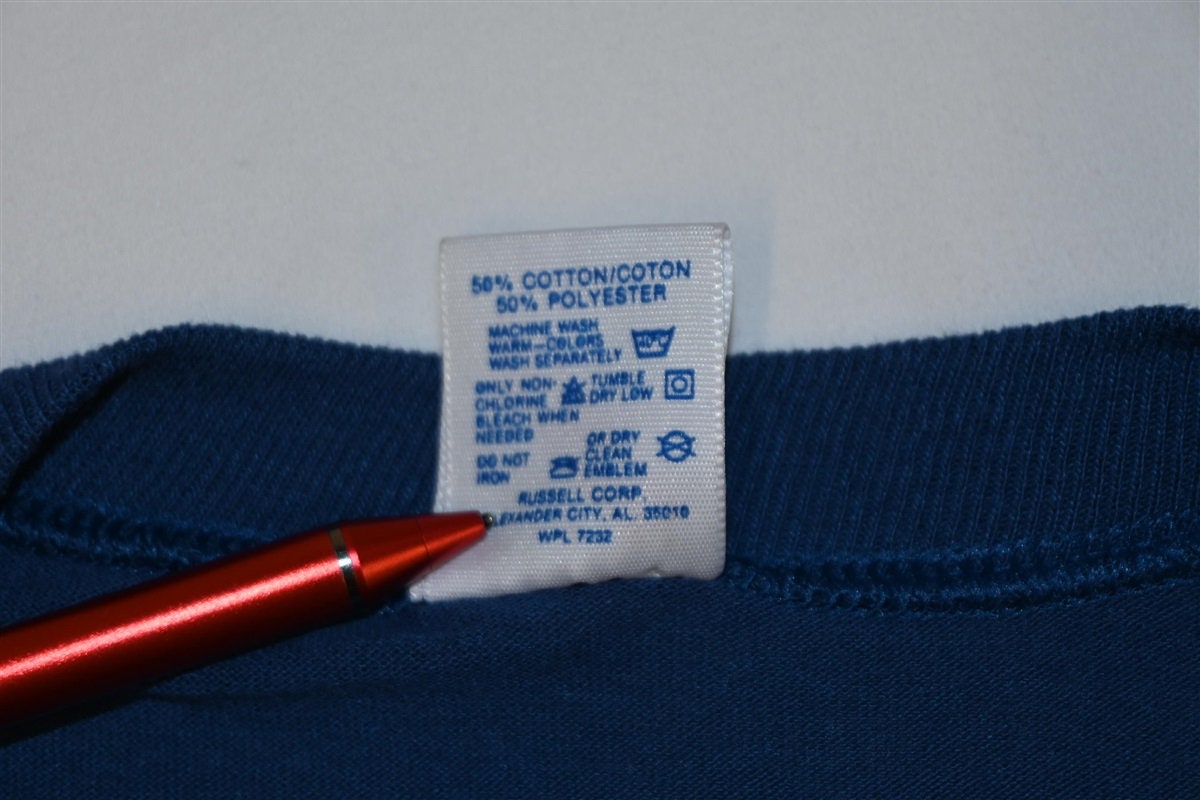 50% COTTON/COTON
50% POLYESTER
MACHINE WASH
WARM-COLORS
WASH SEPARATELY
ONLY NON-
CHLORINE
BLEACH WHEN
NEEDED
TUMBLE
DRY LOW
DO NOT
IRON
OR DRY
CLEAN
EMBLEM
RUSSELL CORP.
EXANDER CITY, AL. 35010
WPL 7232